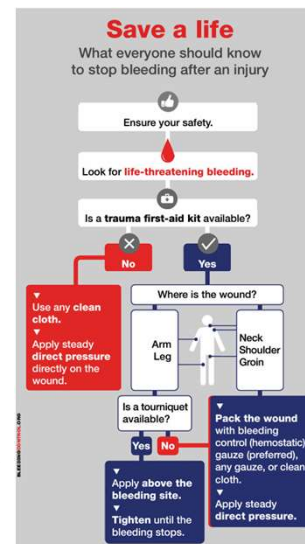 Save a life
What everyone should know
to stop bleeding after an injury
Ensure your safety.
Look for life-threatening bleeding.
Is a trauma first-aid kit available?
No
Yes
Use any clean
cloth.
Apply steady
direct pressure
directly on the
wound.
Where is the wound?
Arm
Leg
Neck
Shoulder
Groin
Is a tourniquet
available?
Yes
No
Apply above the
bleeding site.
Tighten until the
bleeding stops.
Pack the wound
with bleeding
control (hemostatic)
gauze (preferred),
any gauze, or clean
cloth.
Apply steady
direct pressure.
BLEEDINGCONTROL.ORG